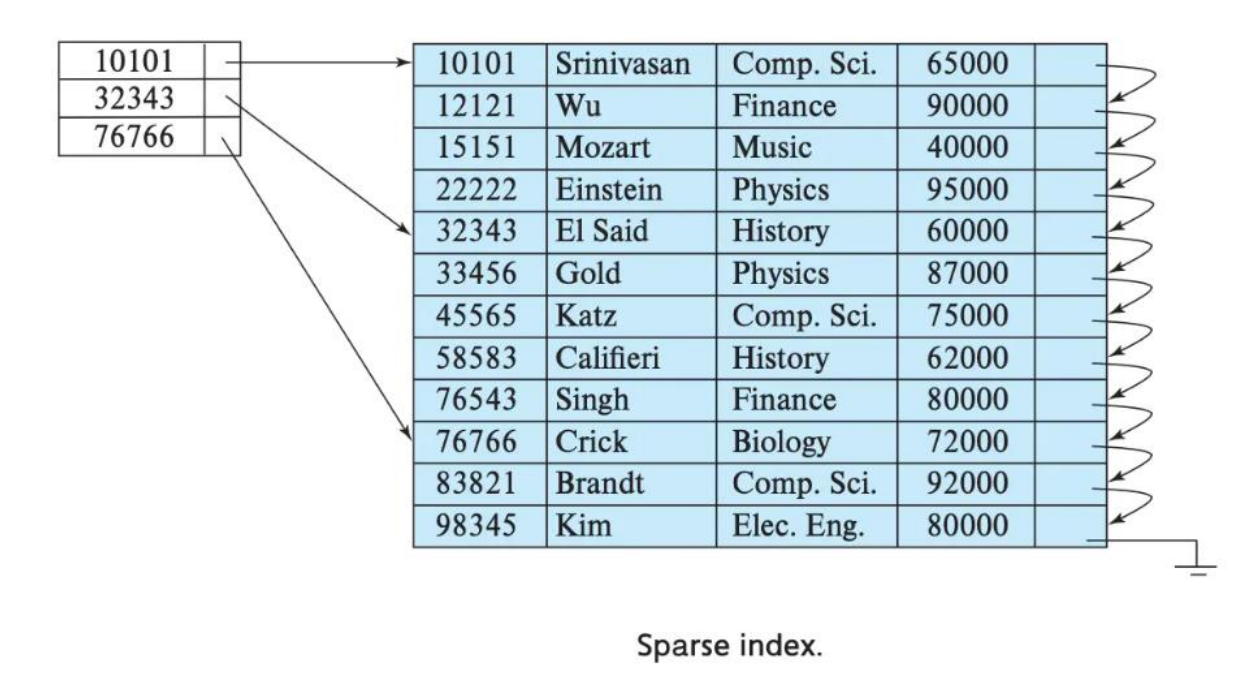 10101
32343
76766
10101 Srinivasan Comp. Sci. 65000
12121 Wu Finance 90000
15151 Mozart Music 40000
22222 Einstein Physics 95000
32343 El Said History 60000
33456 Gold Physics 87000
45565 Katz Comp. Sci. 75000
58583 Califieri History 62000
76543 Singh Finance 80000
76766 Crick Biology 72000
83821 Brandt Comp. Sci. 92000
98345 Kim Elec. Eng. 80000
Sparse index.